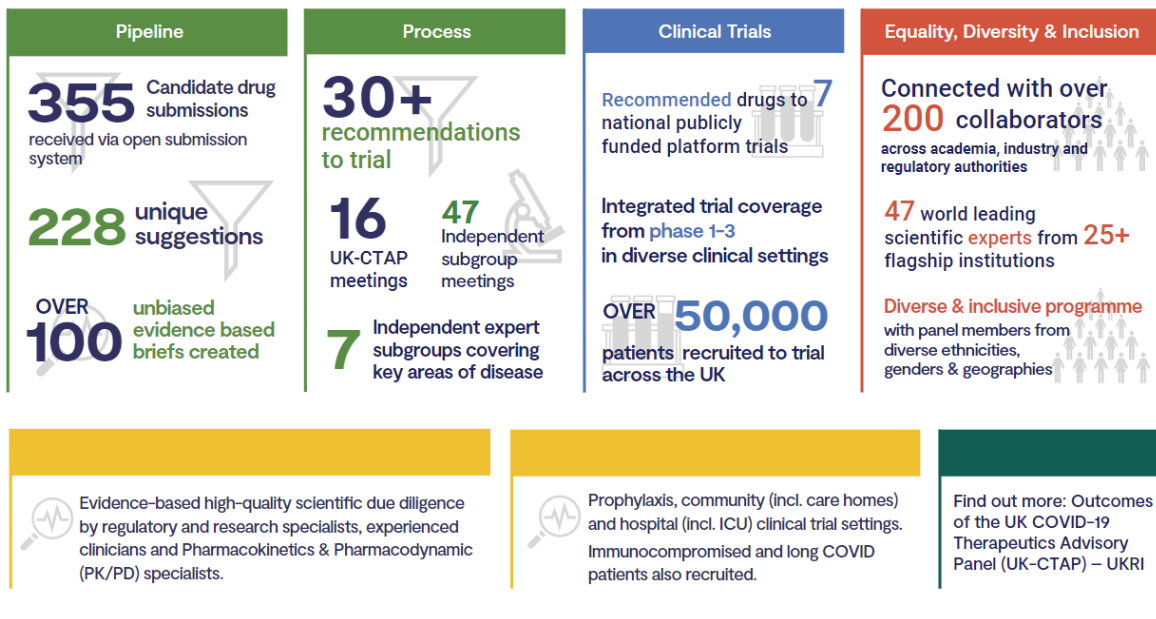 Pipeline
355 Candidate drug
submissions
received via open submission
system
228 unique
suggestions
OVER
100 unbiased
evidence based
briefs created
Process
30+
recommendations
to trial
16
UK-CTAP
meetings
47
Independent
subgroup
meetings
7 Independent expert
subgroups covering
key areas of disease
Clinical Trials
Recommended drugs to 7
national publicly
funded platform trials
Integrated trial coverage
from phase 1-3
in diverse clinical settings
OVER 50,000
patients recruited to trial
across the UK
Equality, Diversity & Inclusion
Connected with over
200 collaborators
across academia, industry and
regulatory authorities
47 world leading
scientific experts from 25+
flagship institutions
Diverse & inclusive programme
with panel members from
diverse ethnicities,
genders & geographies
Evidence-based high-quality scientific due diligence
by regulatory and research specialists, experienced
clinicians and Pharmacokinetics & Pharmacodynamic
(PK/PD) specialists.
Prophylaxis, community (incl. care homes)
and hospital (incl. ICU) clinical trial settings.
Immunocompromised and long COVID
patients also recruited.
Find out more: Outcomes
of the UK COVID-19
Therapeutics Advisory
Panel (UK-CTAP) – UKRI